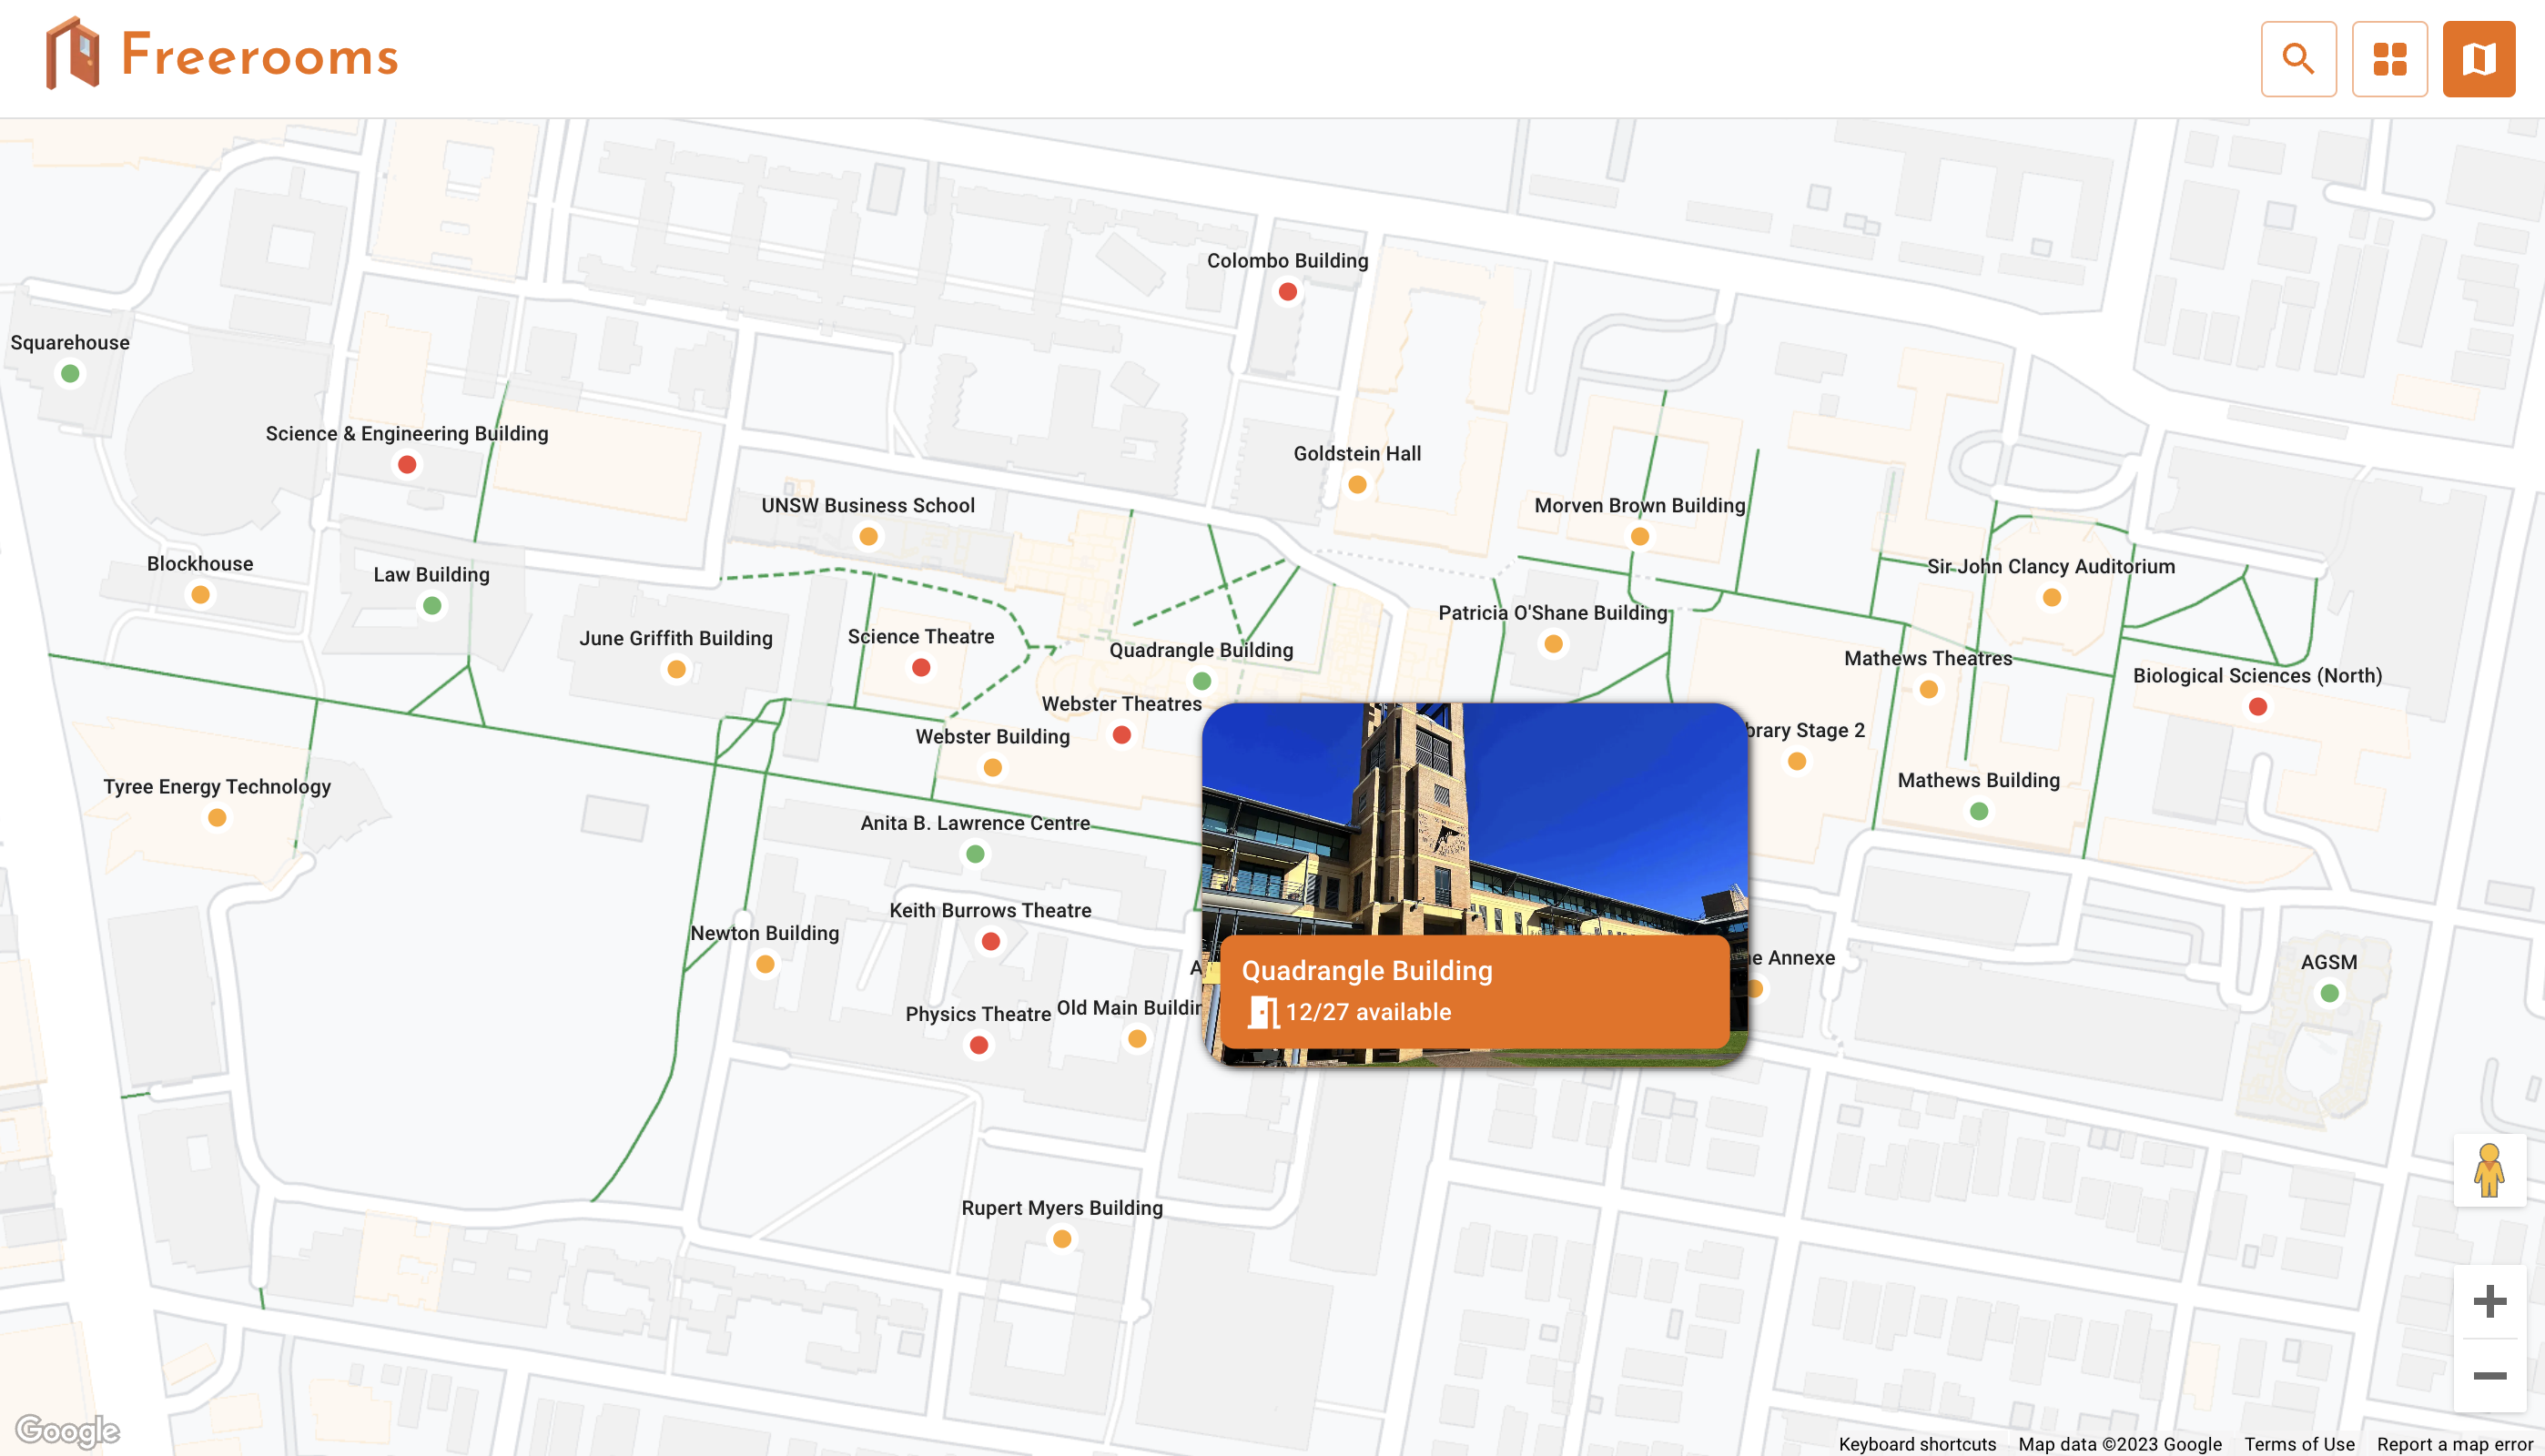 Freerooms
Colombo Building
Squarehouse
Science & Engineering Building
Goldstein Hall
UNSW Business School
Morven Brown Building
Blockhouse
Law Building
Sir John Clancy Auditorium
Patricia O'Shane Building
June Griffith Building
Science Theatre
Quadrangle Building
Mathews Theatres
Biological Sciences (North)
Webster Theatres
Webster Building
Stage 2
Tyree Energy Technology
Mathews Building
Anita B. Lawrence Centre
Keith Burrows Theatre
Newton Building
Annexe
AGSM
Quadrangle Building
12/27 available
Physics Theatre
Old Main
Rupert Myers Building
Google
Keyboard shortcuts
Map data ©2023 Google
Terms of Use
Report a map error